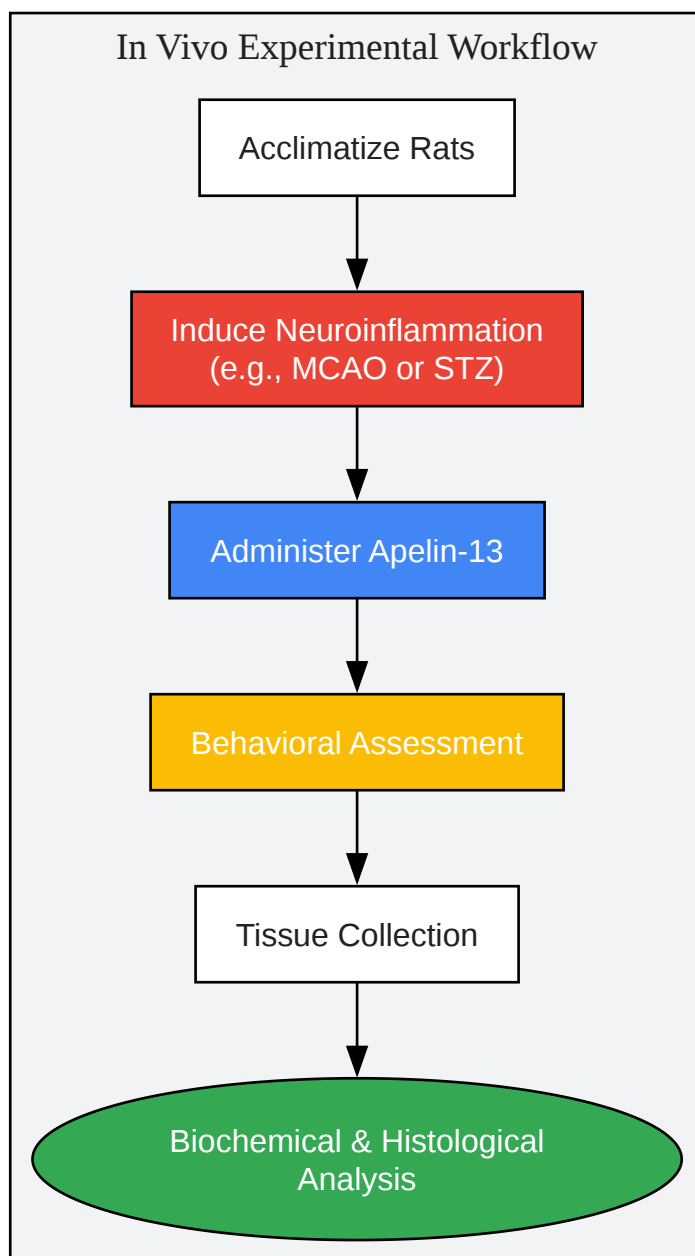 In Vivo Experimental Workflow
Acclimatize Rats
Induce Neuroinflammation
(e.g., MCAO or STZ)
Administer Apelin-13
Behavioral Assessment
Tissue Collection
Biochemical & Histological
Analysis